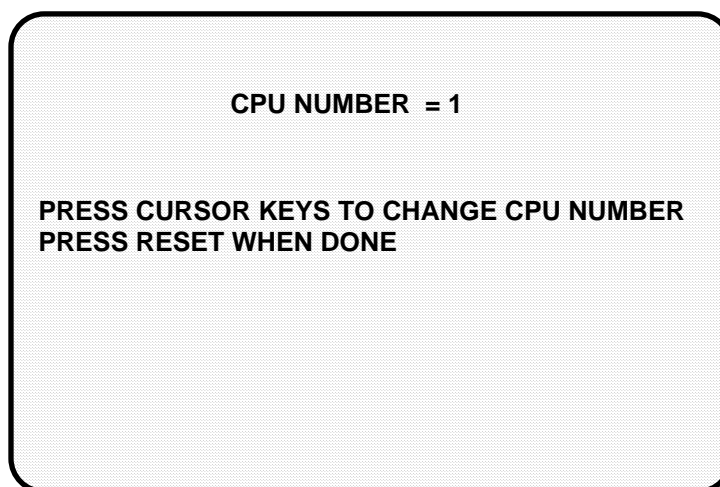 CPU NUMBER = 1
PRESS CURSOR KEYS TO CHANGE CPU NUMBER
PRESS RESET WHEN DONE